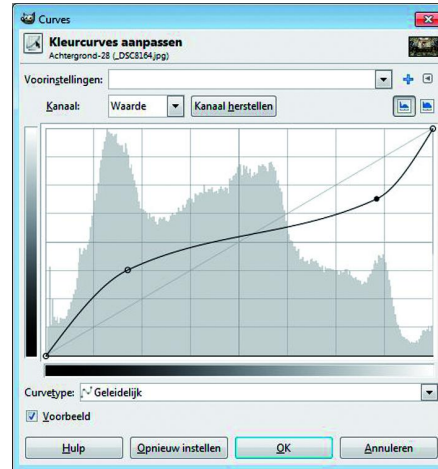 Curves
Kleurcurves aanpassen
Achtergrond-28 (_DSC8164.jpg)
Voorinstellingen:
Kanaal: Waarde Kanaal herstellen
Curvetype: Geleidelijk
Voorbeeld
Hulp Opnieuw instellen OK Annuleren